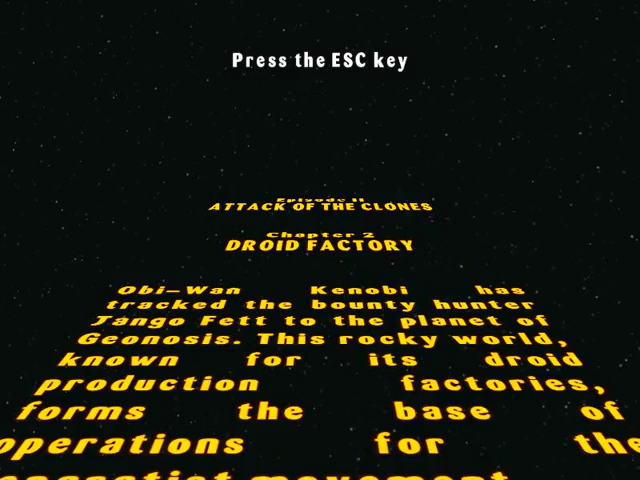 Press the ESC key
Episode II
ATTACK OF THE CLONES
Chapter 2
DROID FACTORY
Obi-Wan Kenobi has
tracked the bounty hunter
Jango Fett to the planet of
Geonosis. This rocky world,
known for its droid
production factories,
forms the base of
operations for the
movement